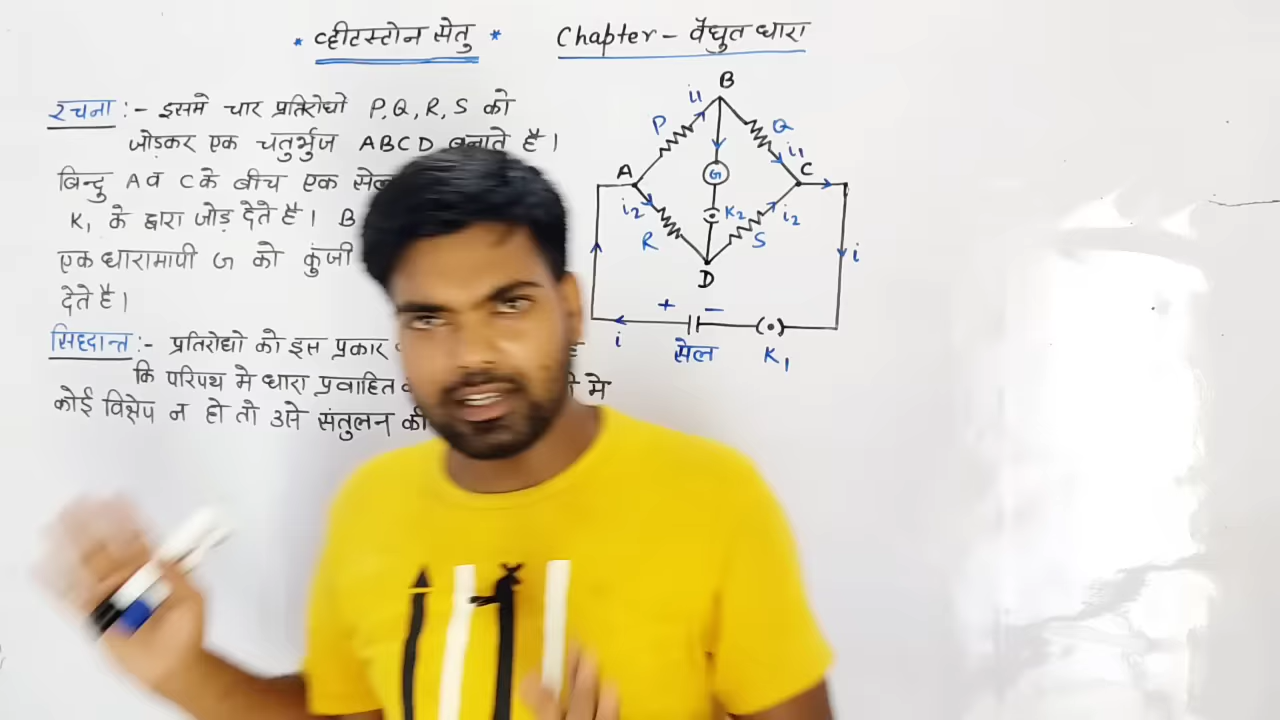 * व्हीटस्टोन सेतु *
Chapter - वैघुत धारा
रचना :- इसमे चार प्रतिरोधो P, Q, R, S को
जोड़कर एक चतुर्भुज ABCD बनाते है।
बिन्दु A व C के बीच एक सेल
K₁ के द्वारा जोड़ देते है। B
एक धारामापी G को कुंजी
देते है।
सिध्दान्त :- प्रतिरोधो को इस प्रकार
कि परिपथ मे धारा प्रवाहित
मे
कोई विक्षेप न हो तो उसे संतुलन की
B
i₁
P
Q
i₁
A
G
C
i₂
K₂
i₂
R
S
D
i
+
-
i
सेल
K₁